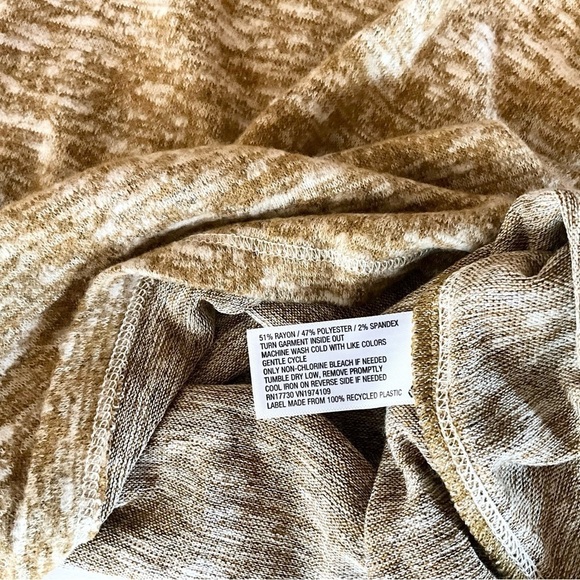 51% RAYON / 47% POLYESTER / 2% SPANDEX
TURN GARMENT INSIDE OUT
MACHINE WASH COLD WITH LIKE COLORS
GENTLE CYCLE
ONLY NON-CHLORINE BLEACH IF NEEDED
TUMBLE DRY LOW, REMOVE PROMPTLY
COOL IRON ON REVERSE SIDE IF NEEDED
RN17730 VN1974109
LABEL MADE FROM 100% RECYCLED PLASTIC